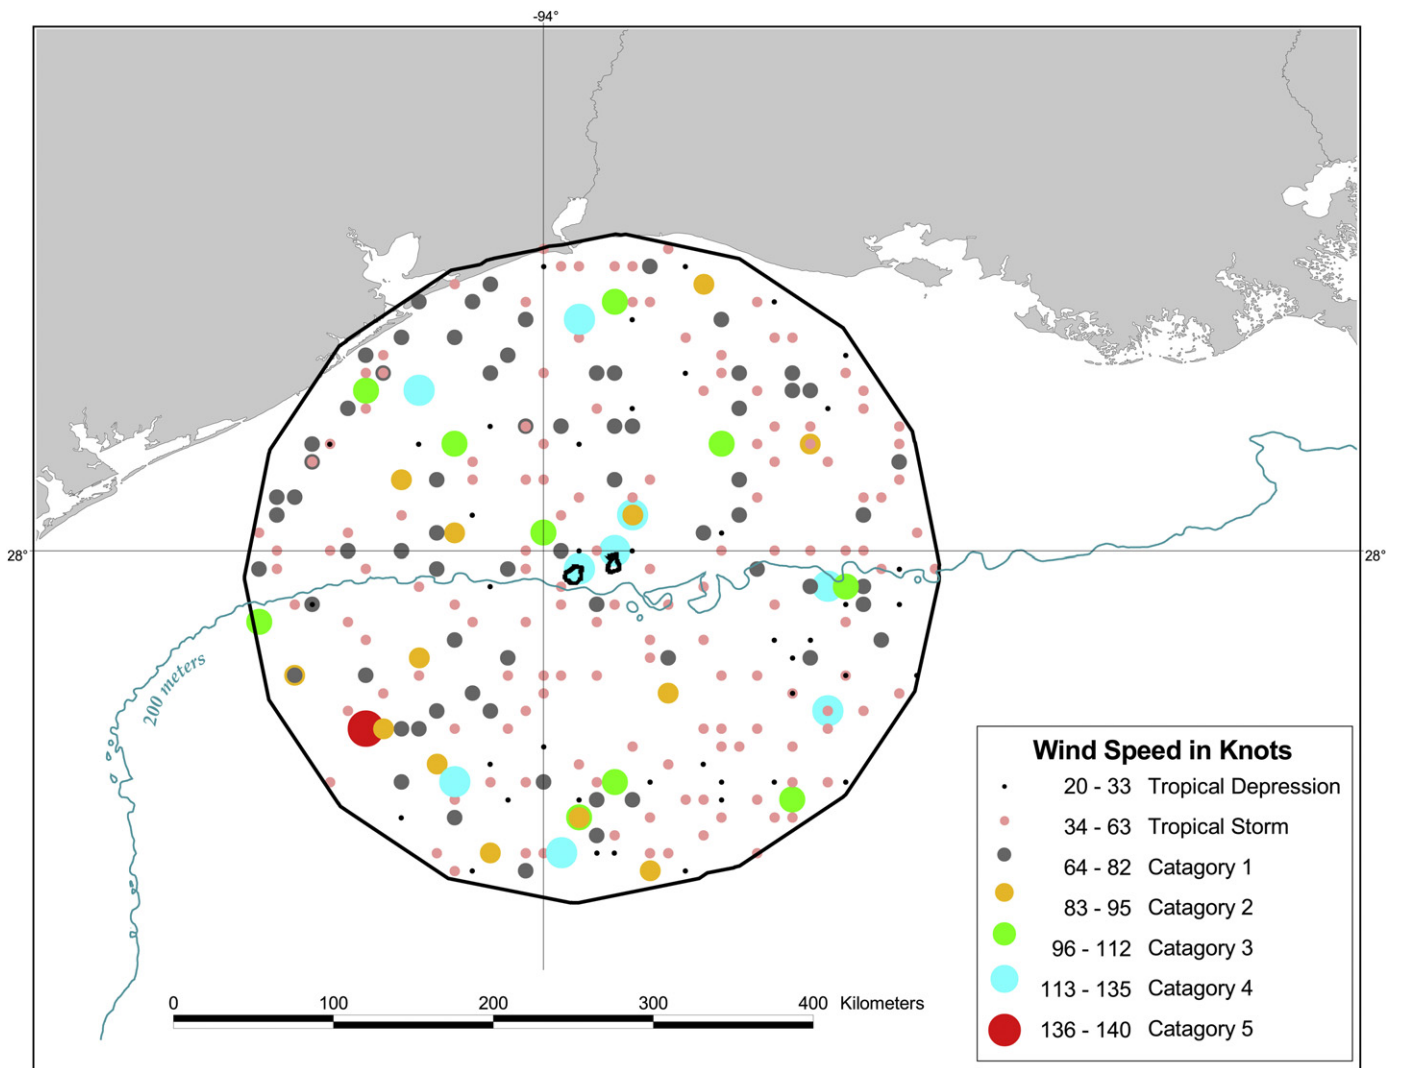 -94°
28°
28°
200 meters
Wind Speed in Knots
20 - 33 Tropical Depression
34 - 63 Tropical Storm
64 - 82 Catagory 1
83 - 95 Catagory 2
96 - 112 Catagory 3
113 - 135 Catagory 4
136 - 140 Catagory 5
0 100 200 300 400 Kilometers